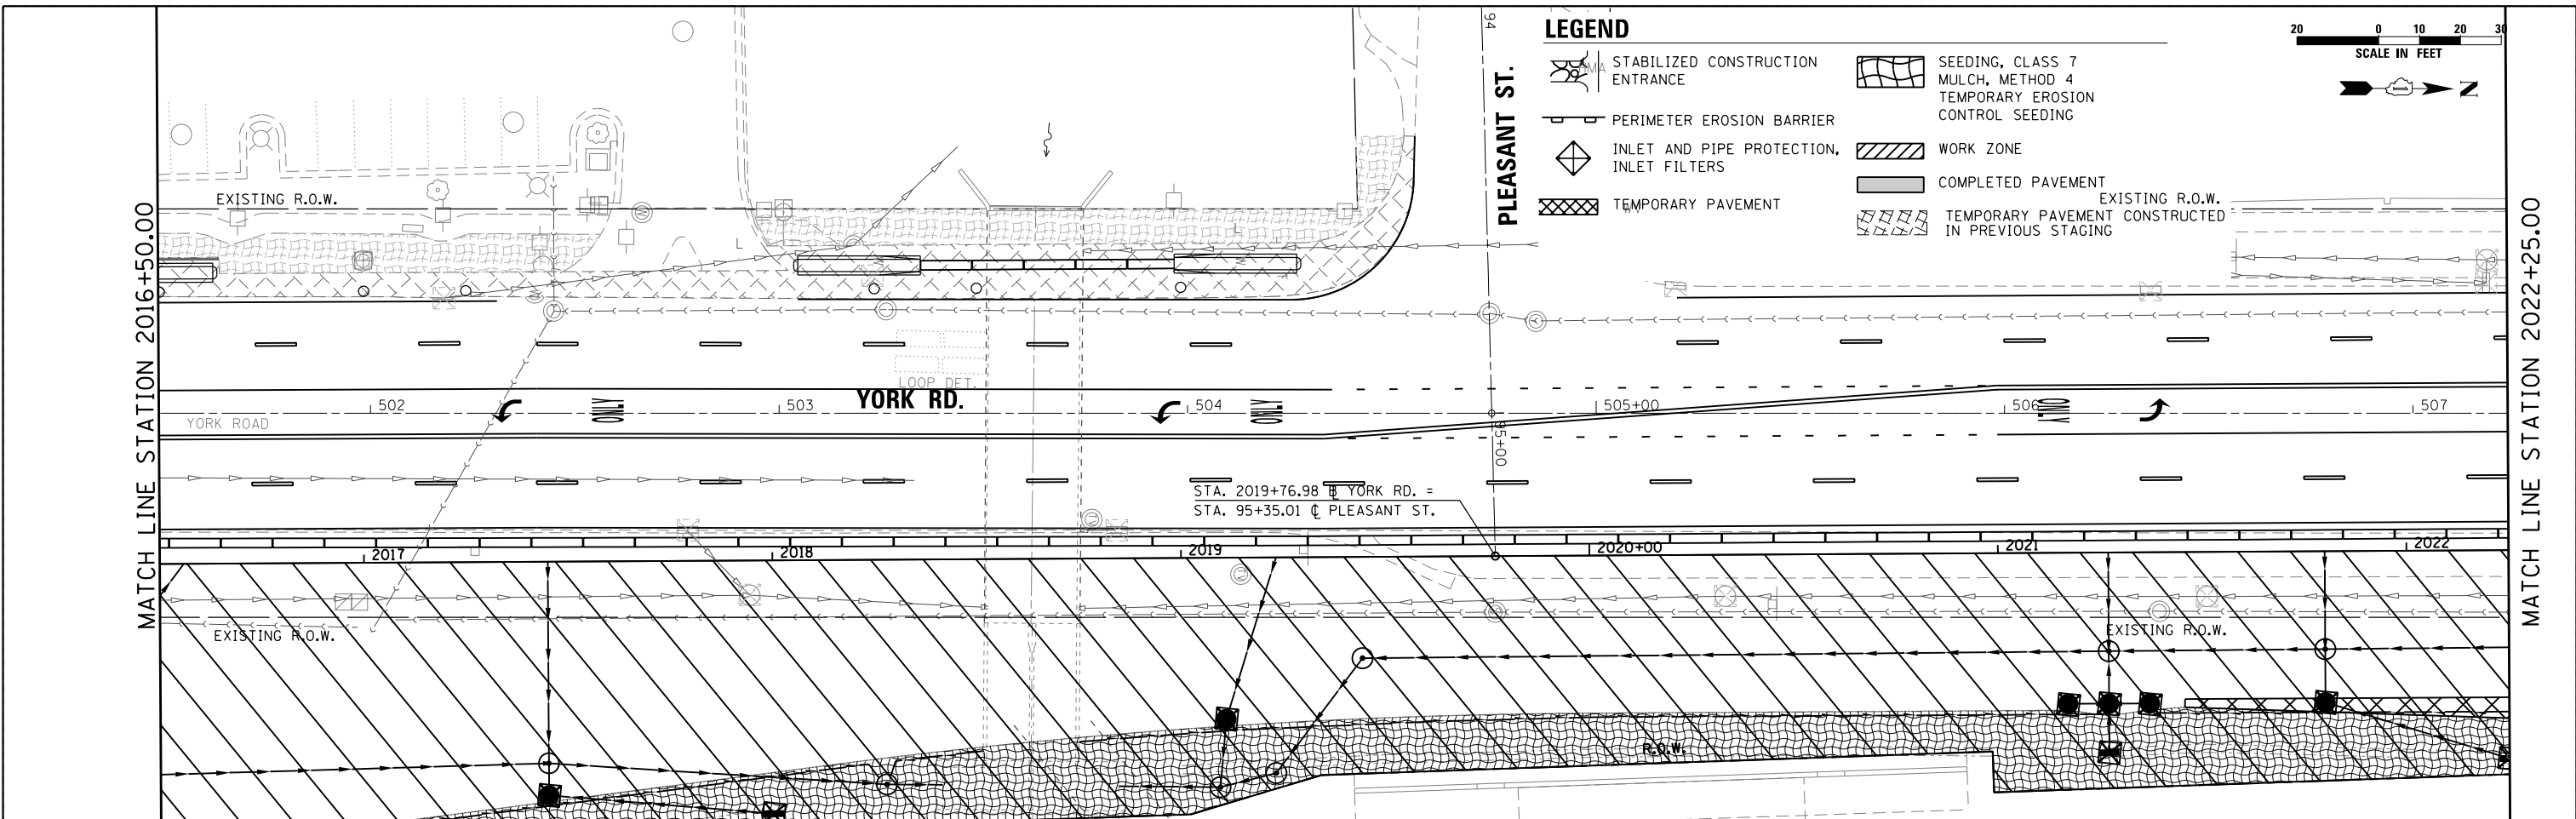 LEGEND
STABILIZED CONSTRUCTION
ENTRANCE
PERIMETER EROSION BARRIER
INLET AND PIPE PROTECTION,
INLET FILTERS
TEMPORARY PAVEMENT
SEEDING, CLASS 7
MULCH, METHOD 4
TEMPORARY EROSION
CONTROL SEEDING
WORK ZONE
COMPLETED PAVEMENT
TEMPORARY PAVEMENT CONSTRUCTED
IN PREVIOUS STAGING
20 0 10 20 30
SCALE IN FEET
N
94
PLEASANT ST.
EXISTING R.O.W.
EXISTING R.O.W.
MATCH LINE STATION 2016+50.00
MATCH LINE STATION 2022+25.00
L
L
LOOP DET.
YORK RD.
502
503
504
505+00
506
507
ONLY
ONLY
ONLY
YORK ROAD
95+00
STA. 2019+76.98 ⅊ YORK RD. =
STA. 95+35.01 ℄ PLEASANT ST.
2017
2018
2019
2020+00
2021
2022
EXISTING R.O.W.
EXISTING R.O.W.
R.O.W.